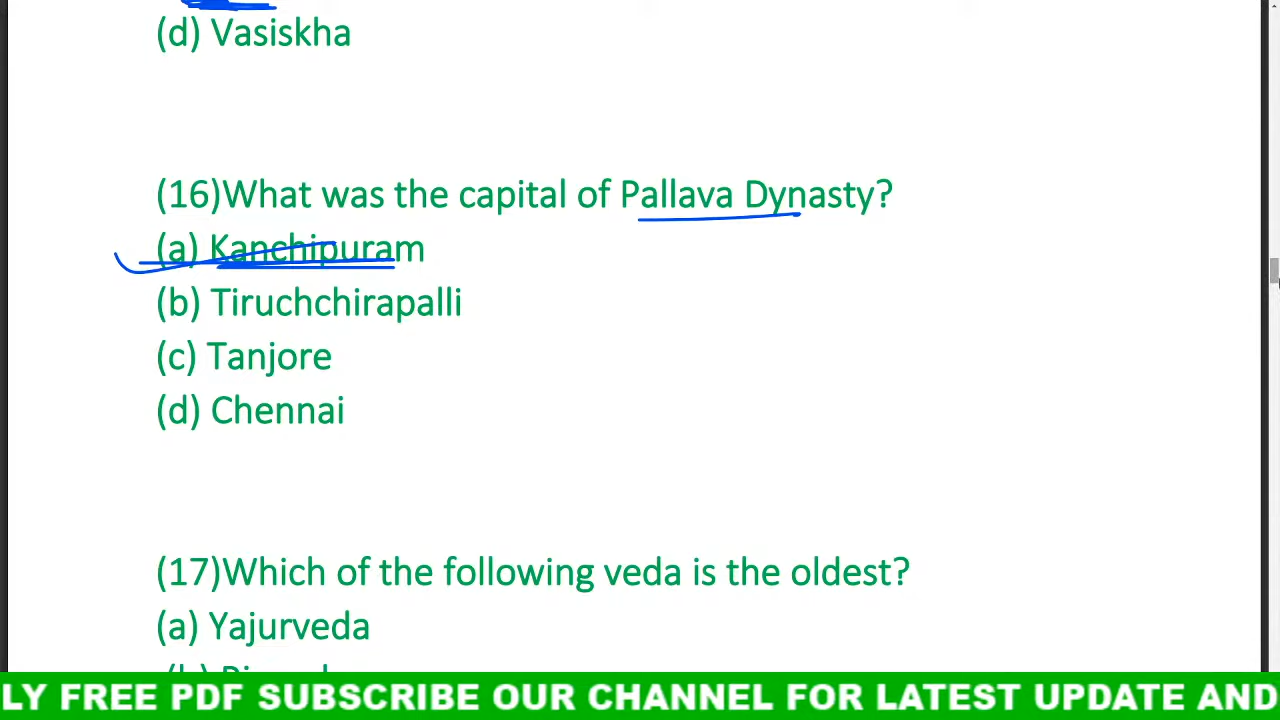 (d) Vasiskha
(16)What was the capital of Pallava Dynasty?
(a) Kanchipuram
(b) Tiruchchirapalli
(c) Tanjore
(d) Chennai
(17)Which of the following veda is the oldest?
(a) Yajurveda
LY FREE PDF SUBSCRIBE OUR CHANNEL FOR LATEST UPDATE AND